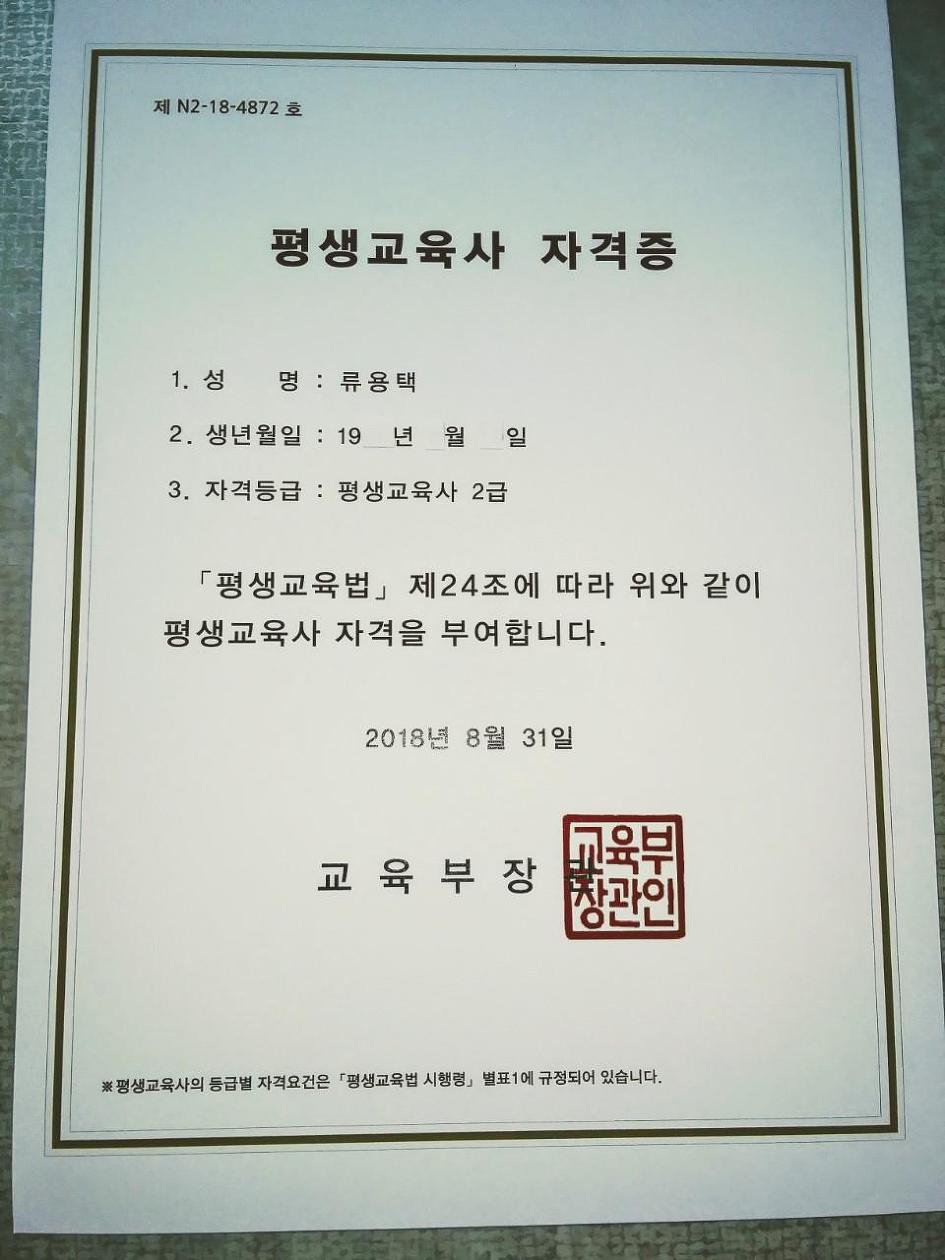 제 N2-18-4872 호
평생교육사 자격증
1. 성 명 : 류용택
2. 생년월일 : 19 년 월 일
3. 자격등급 : 평생교육사 2급
「평생교육법」 제24조에 따라 위와 같이
평생교육사 자격을 부여합니다.
2018년 8월 31일
교 육 부 장 관
교육부
장관인
※평생교육사의 등급별 자격요건은「평생교육법 시행령」별표1에 규정되어 있습니다.